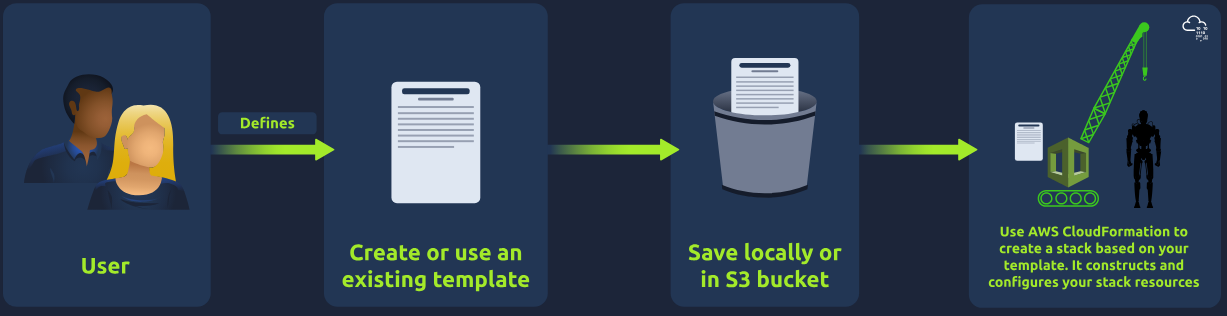 Defines
User
Create or use an
existing template
Save locally or
in S3 bucket
Use AWS CloudFormation to
create a stack based on your
template. It constructs and
configures your stack resources